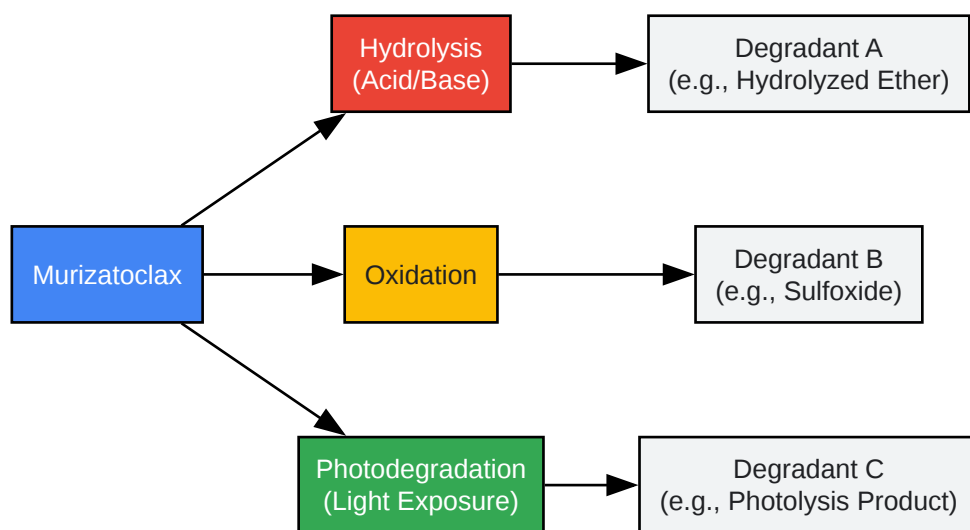 Hydrolysis
(Acid/Base)
Degradant A
(e.g., Hydrolyzed Ether)
Murizatoclax
Oxidation
Degradant B
(e.g., Sulfoxide)
Photodegradation
(Light Exposure)
Degradant C
(e.g., Photolysis Product)